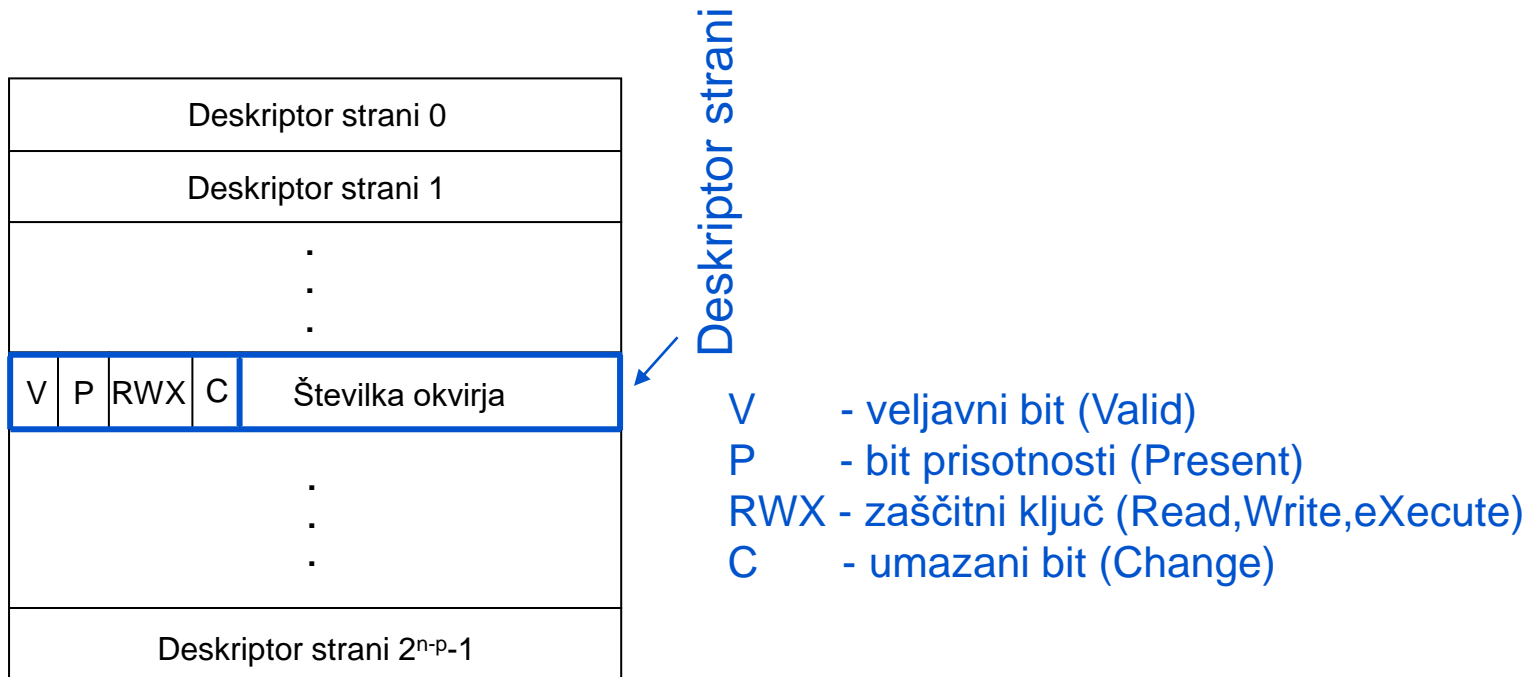 Deskriptor strani 0
Deskriptor strani 1
.
.
.
V P RWX C Številka okvirja
.
.
.
Deskriptor strani 2ⁿ⁻ᵖ-1
Deskriptor strani
V - veljavni bit (Valid)
P - bit prisotnosti (Present)
RWX - zaščitni ključ (Read,Write,eXecute)
C - umazani bit (Change)